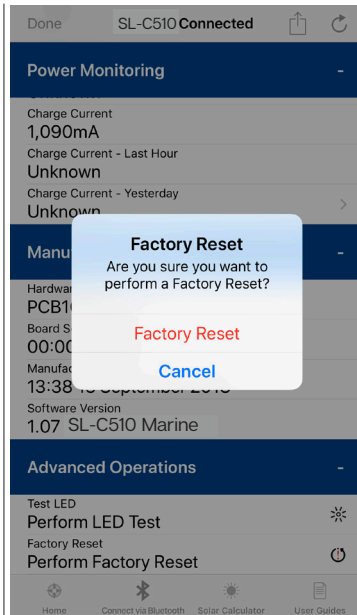 Done SL-C510 Connected
Power Monitoring -
Charge Current
1,090mA
Charge Current - Last Hour
Unknown
Charge Current - Yesterday
Unknown
Factory Reset
Are you sure you want to
perform a Factory Reset?
Factory Reset
Cancel
Manu -
Hardwa
PCB1
Board S
00:00
Manufac
13:38
Software Version
1.07 SL-C510 Marine
Advanced Operations -
Test LED
Perform LED Test
Factory Reset
Perform Factory Reset
Home Connect via Bluetooth Solar Calculator User Guides